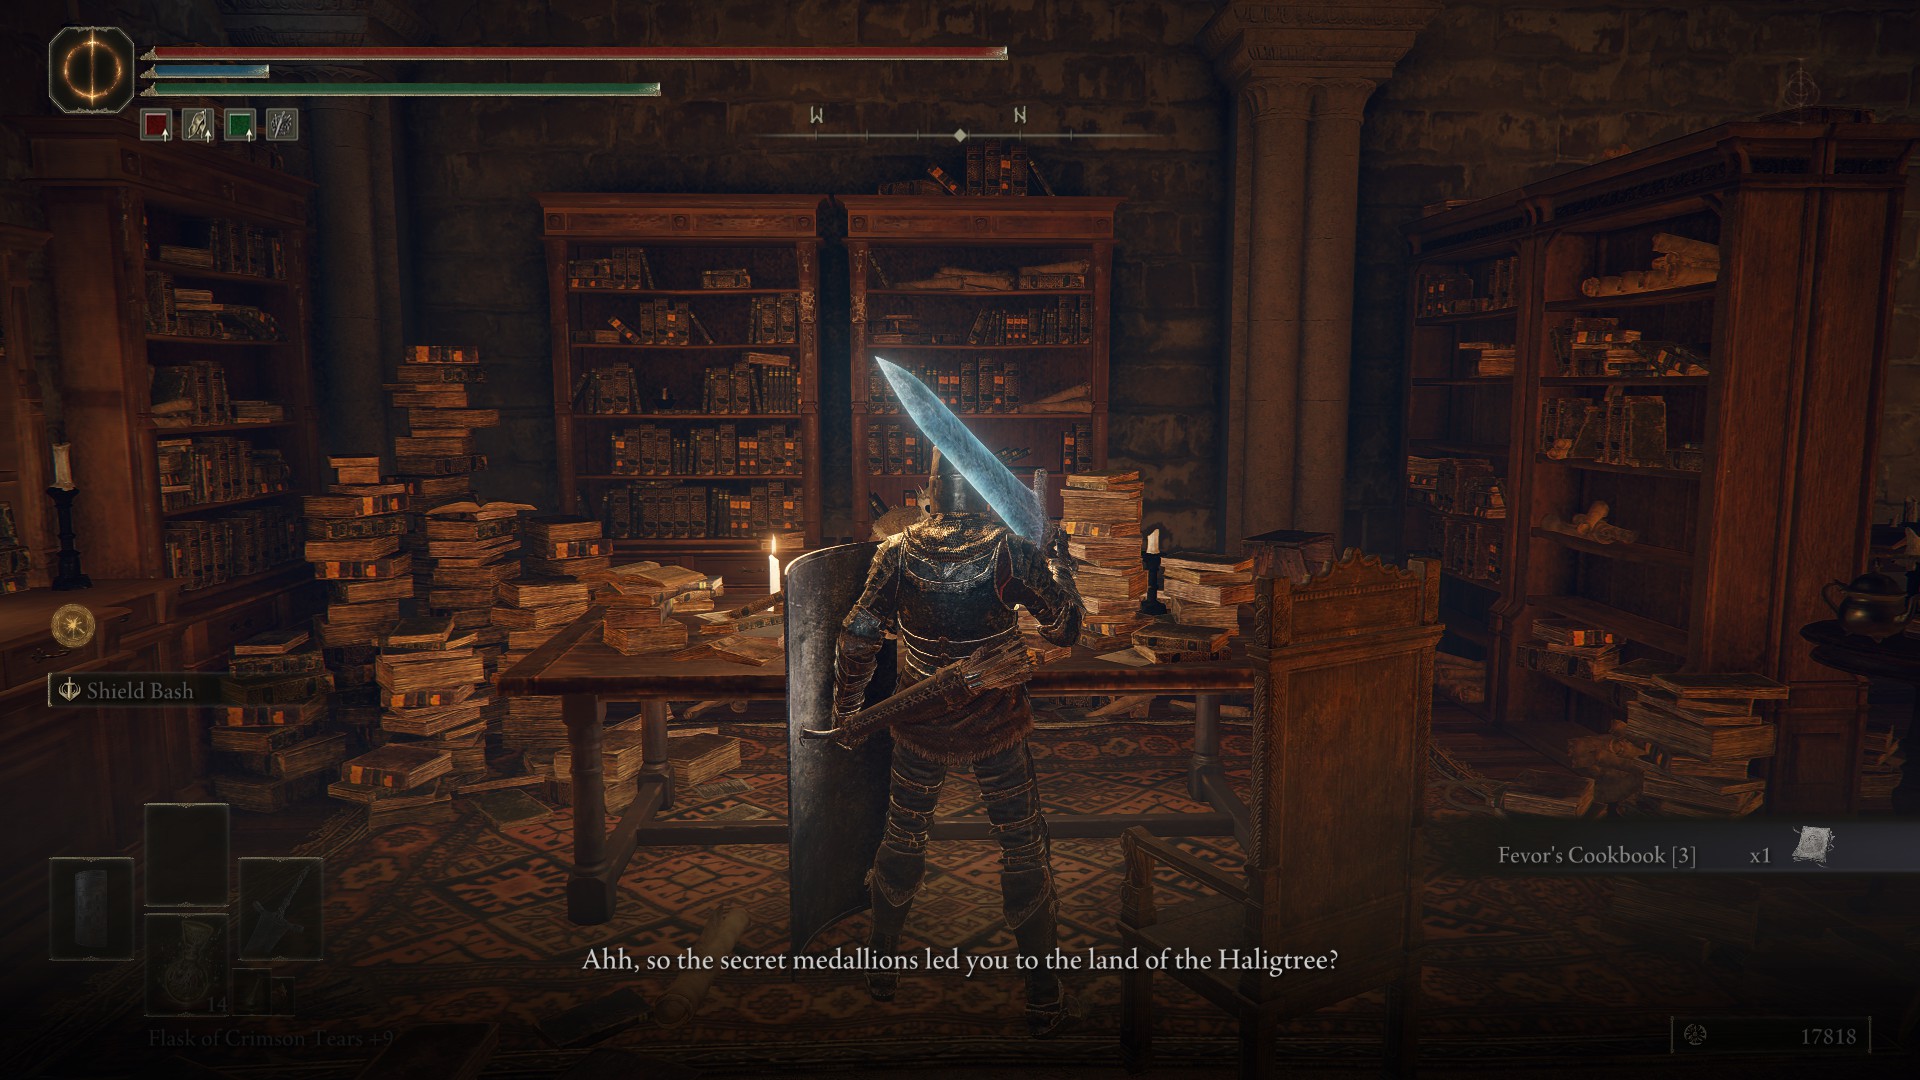 W
N
Shield Bash
Fevor's Cookbook [3] x1
Ahh, so the secret medallions led you to the land of the Haligtree?
14
Flask of Crimson Tears +9
17818